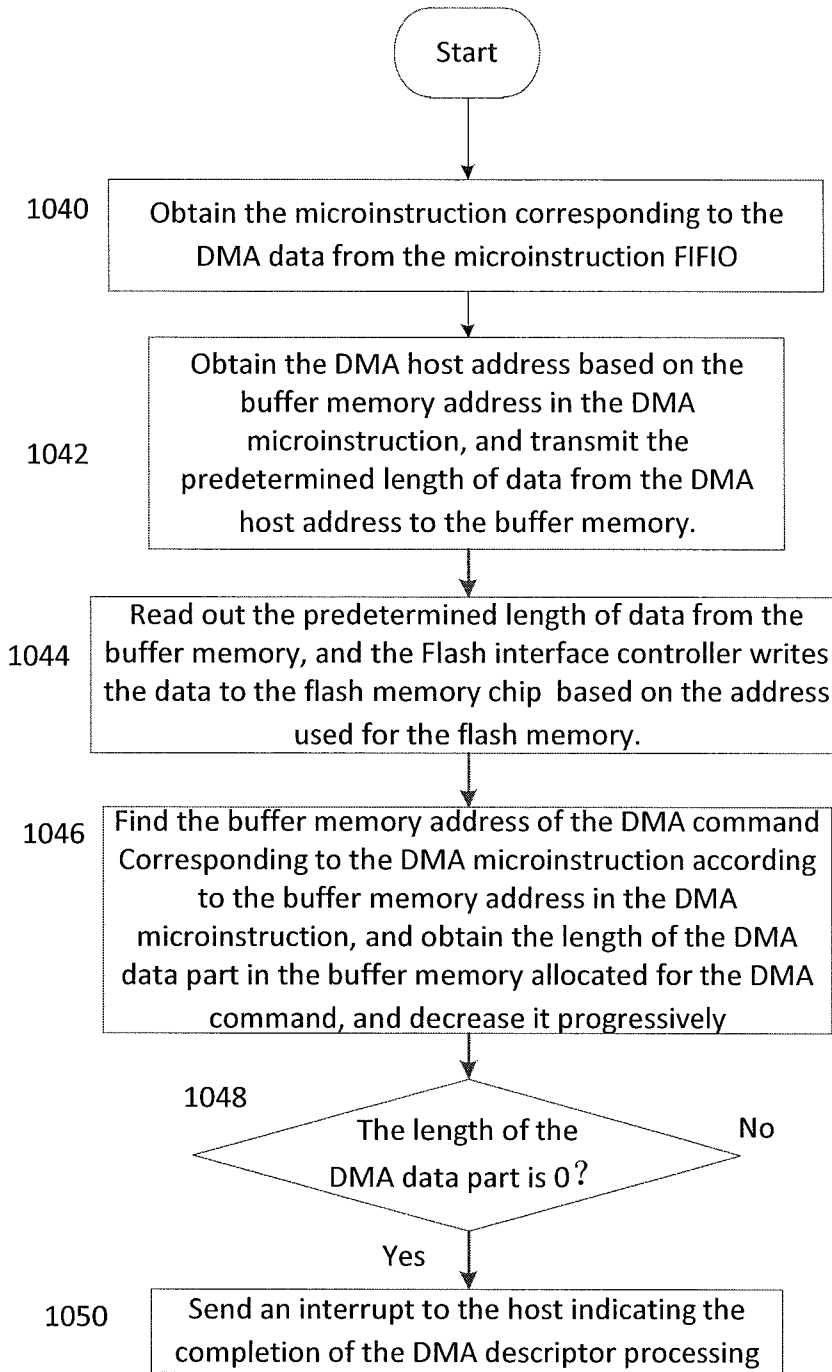 Start
1040
Obtain the microinstruction corresponding to the
DMA data from the microinstruction FIFIO
1042
Obtain the DMA host address based on the
buffer memory address in the DMA
microinstruction, and transmit the
predetermined length of data from the DMA
host address to the buffer memory.
1044
Read out the predetermined length of data from the
buffer memory, and the Flash interface controller writes
the data to the flash memory chip based on the address
used for the flash memory.
1046
Find the buffer memory address of the DMA command
Corresponding to the DMA microinstruction according
to the buffer memory address in the DMA
microinstruction, and obtain the length of the DMA
data part in the buffer memory allocated for the DMA
command, and decrease it progressively
1048
The length of the
DMA data part is 0?
No
Yes
1050
Send an interrupt to the host indicating the
completion of the DMA descriptor processing